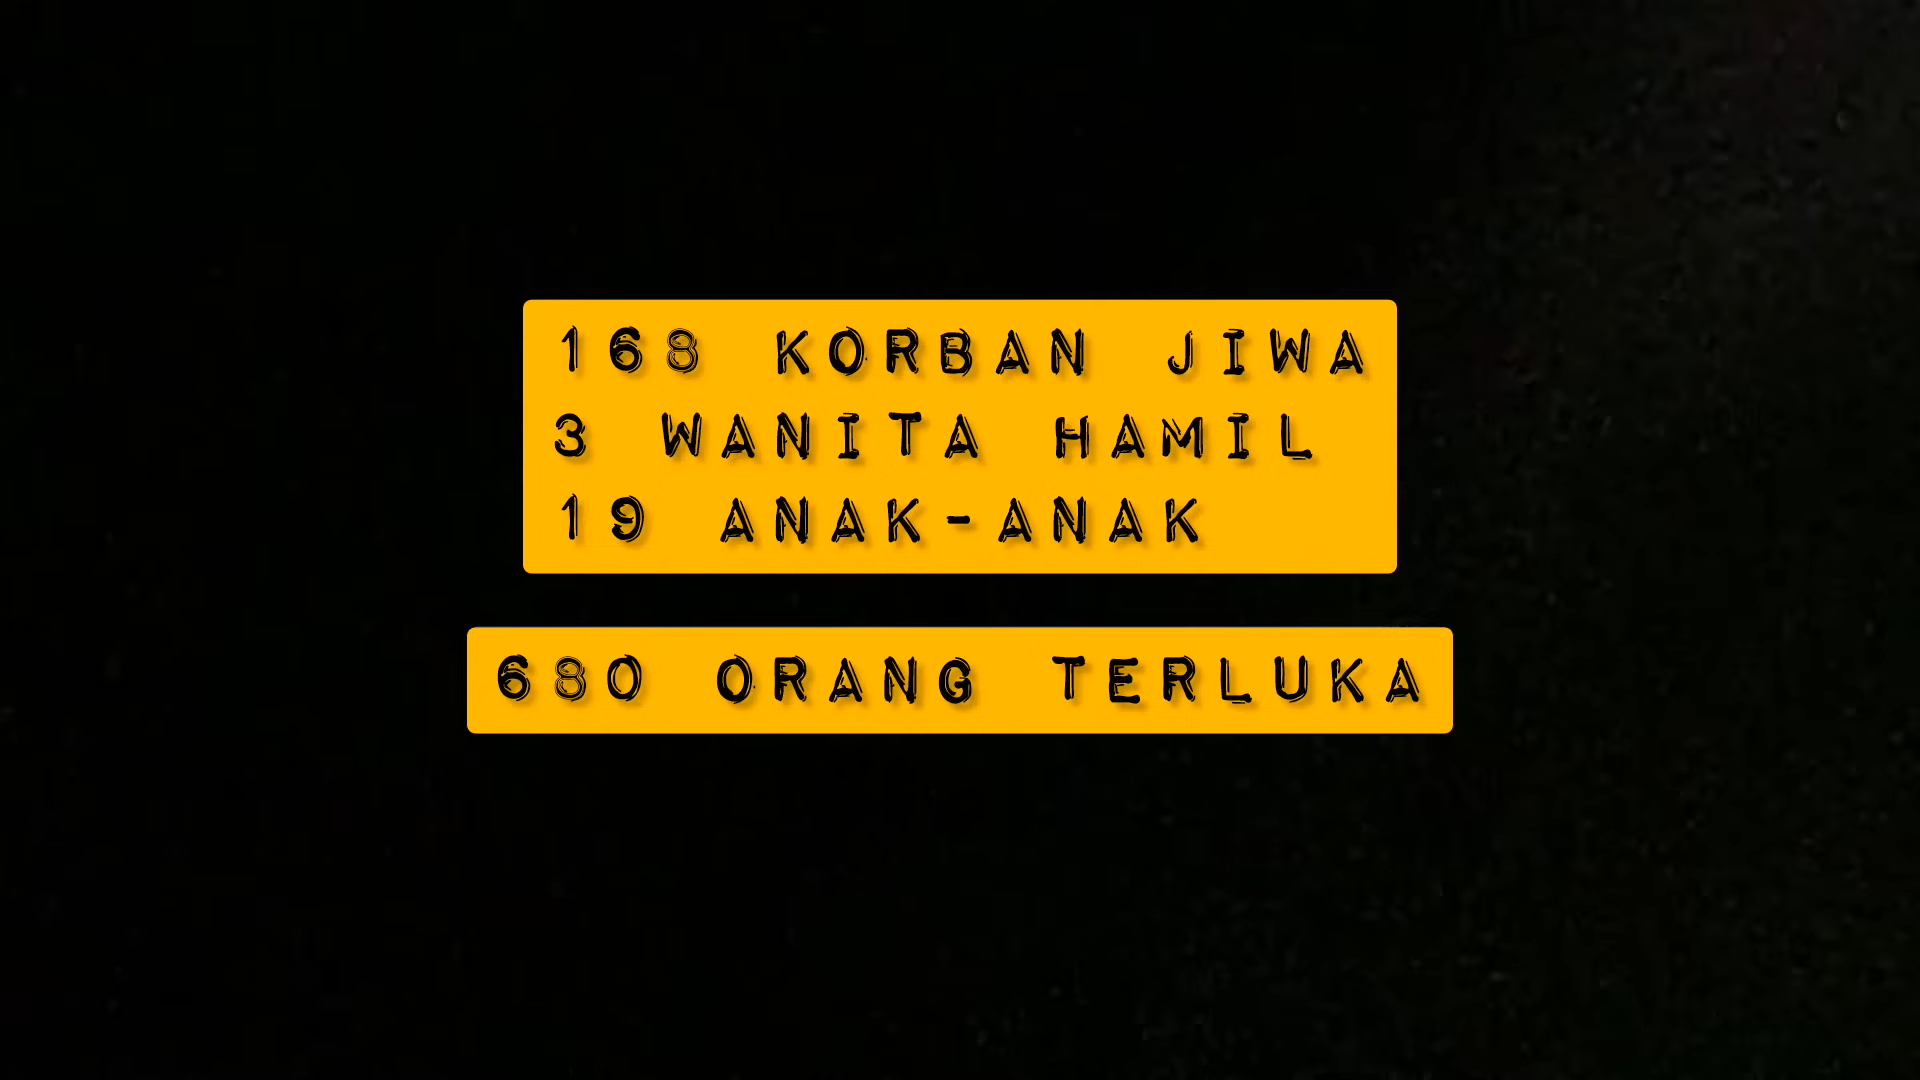 168 KORBAN JIWA
3 WANITA HAMIL
19 ANAK-ANAK
680 ORANG TERLUKA